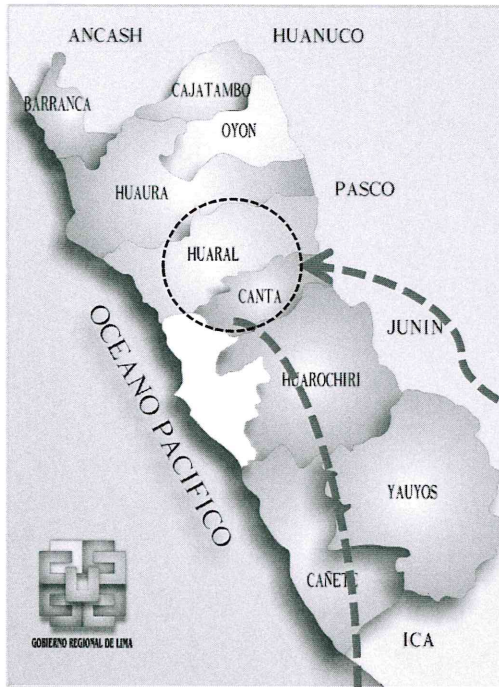 ANCASH
HUANUCO
CAJATAMBO
BARRANCA
OYON
HUAURA
PASCO
HUARAL
CANTA
JUNIN
HUAROCHIRI
OCEANO PACIFICO
YAUYOS
CAÑETE
ICA
GOBIERNO REGIONAL DE LIMA